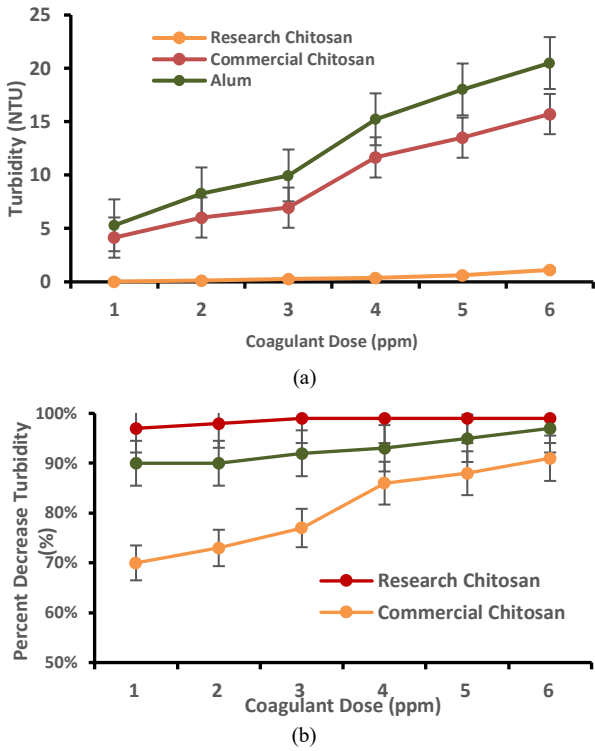 (a)
25
20
15
10
5
0
Turbidity (NTU)
Research Chitosan
Commercial Chitosan
Alum
1 2 3 4 5 6
Coagulant Dose (ppm)
(a)
100%
90%
80%
70%
60%
50%
Percent Decrease Turbidity
(%)
Research Chitosan
Commercial Chitosan
1 2 3 4 5 6
Coagulant Dose (ppm)
(b)